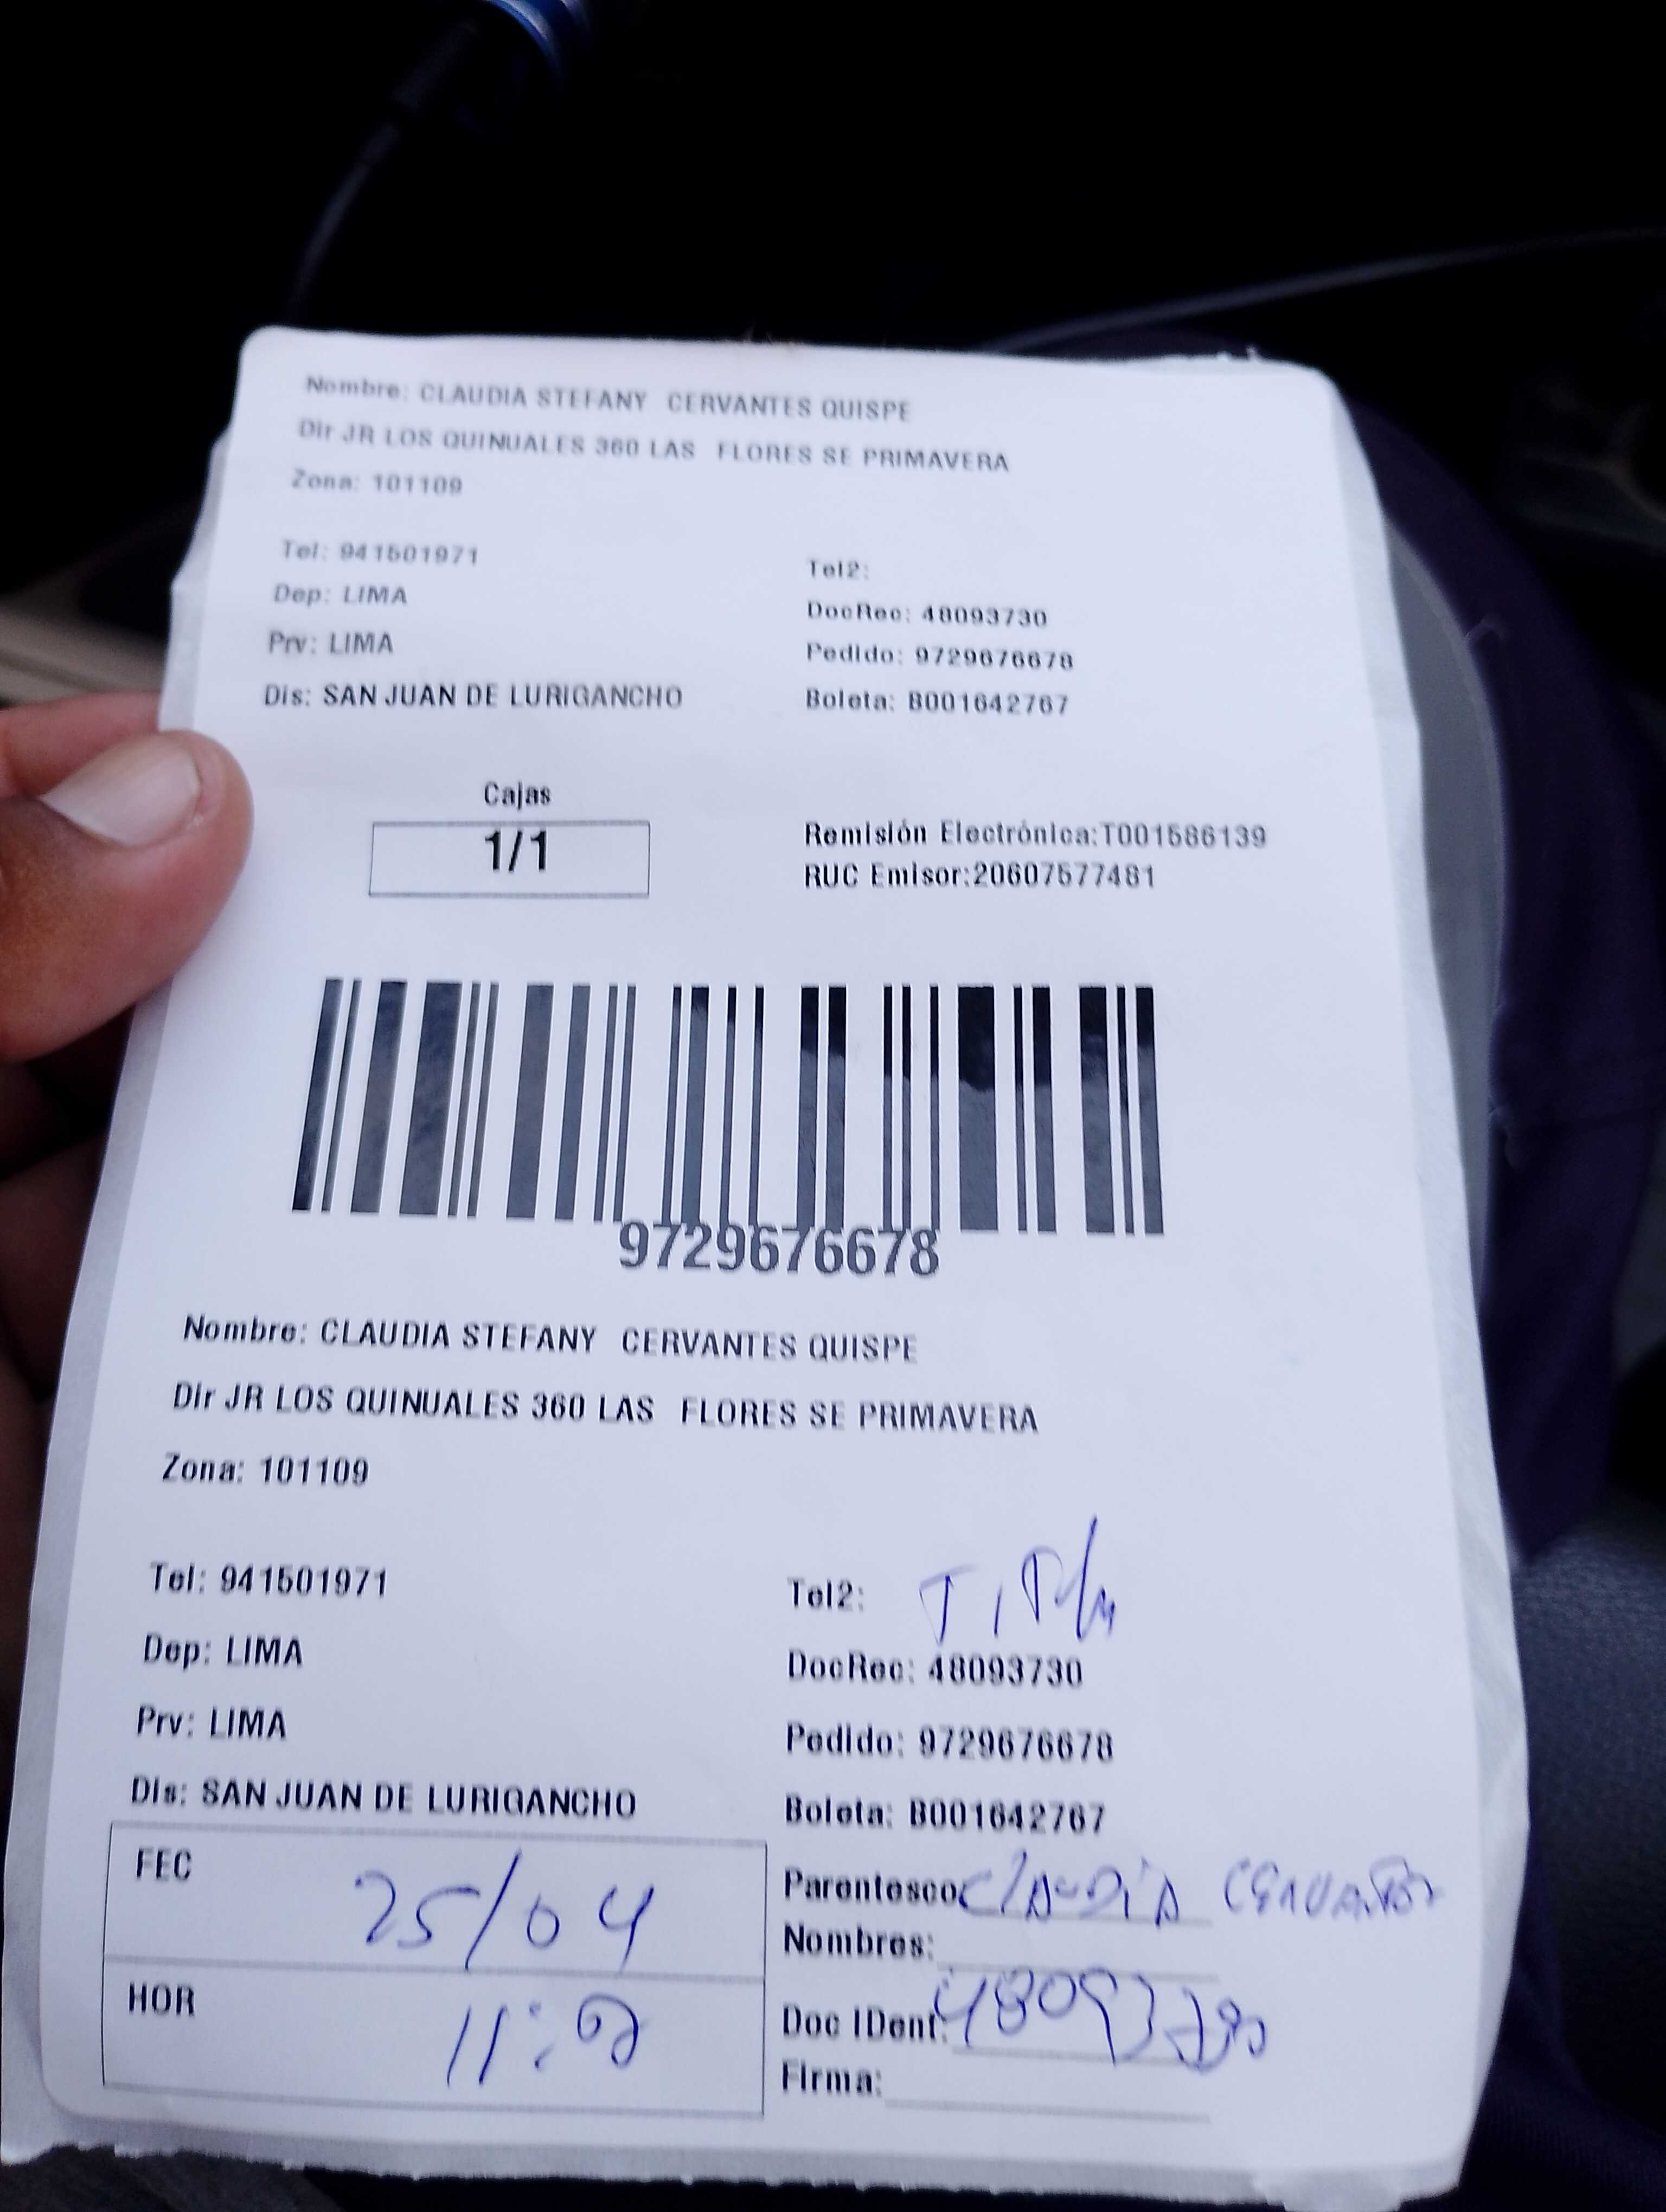 Nombre: CLAUDIA STEFANY CERVANTES QUISPE
Dir JR LOS QUINUALES 360 LAS FLORES SE PRIMAVERA
Zona: 101109
Tel: 941501971
Tel2:
Dep: LIMA
DocRec: 48093730
Prv: LIMA
Pedido: 9729676678
Dis: SAN JUAN DE LURIGANCHO
Boleta: B001642767
Cajas
1/1
Remisión Electrónica:T001586139
RUC Emisor:20607577481
9729676678
Nombre: CLAUDIA STEFANY CERVANTES QUISPE
Dir JR LOS QUINUALES 360 LAS FLORES SE PRIMAVERA
Zona: 101109
Tel: 941501971
Tel2:
Dep: LIMA
DocRec: 48093730
Prv: LIMA
Pedido: 9729676678
Dis: SAN JUAN DE LURIGANCHO
Boleta: B001642767
FEC 25/04
Parentesco: CLAUDIA CERVANTES
Nombres:
HOR
Doc IDent: 48093730
Firma: